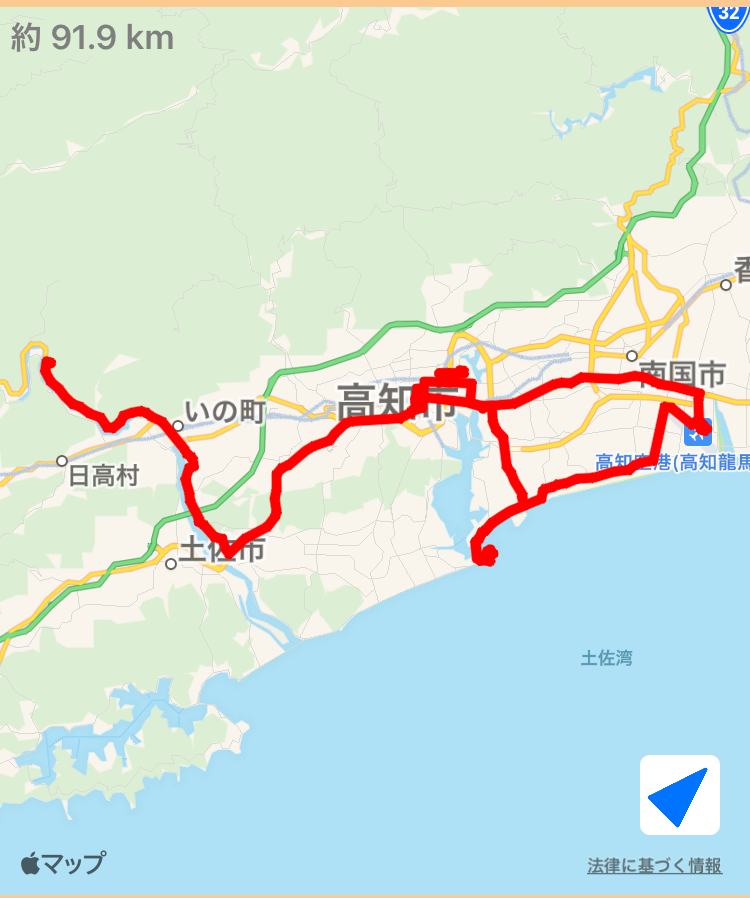 約 91.9 km
32
香
南国市
いの町
高知市
日高村
高知空港(高知龍馬
土佐市
土佐湾
マップ
法律に基づく情報